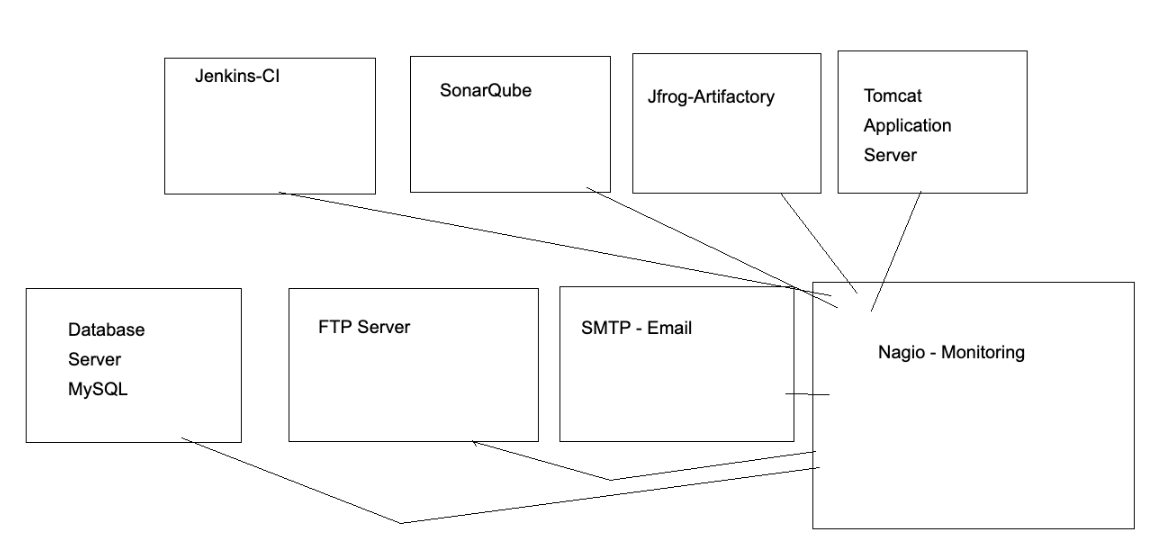 Jenkins-CI
SonarQube
Jfrog-Artifactory
Tomcat
Application
Server
Database
Server
MySQL
FTP Server
SMTP - Email
Nagio - Monitoring